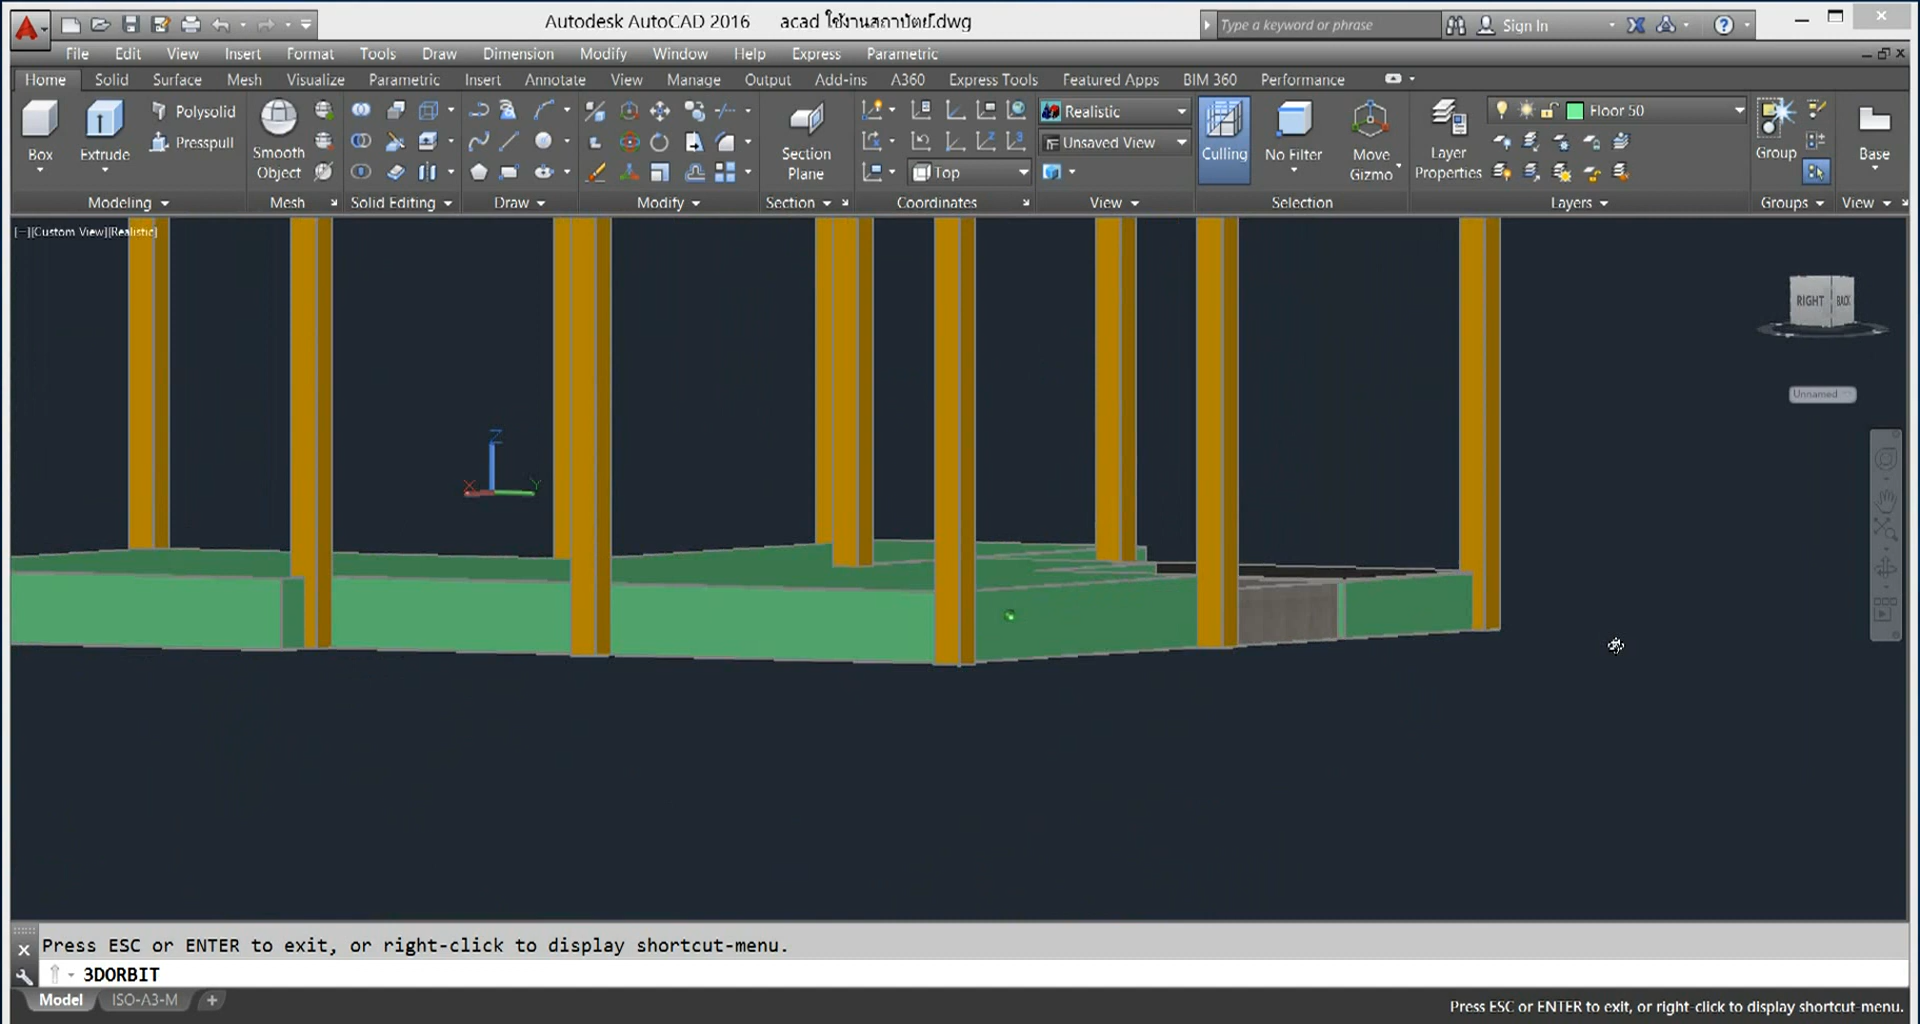 Autodesk AutoCAD 2016 acad ใช้งานสถาปัตย์.dwg
Type a keyword or phrase
Sign In
File Edit View Insert Format Tools Draw Dimension Modify Window Help Express Parametric
Home Solid Surface Mesh Visualize Parametric Insert Annotate View Manage Output Add-ins A360 Express Tools Featured Apps BIM 360 Performance
Box
Extrude
Polysolid
Presspull
Smooth
Object
Section
Plane
Top
Realistic
Unsaved View
Culling
No Filter
Move
Gizmo
Layer
Properties
Floor 50
Group
Base
Modeling Mesh Solid Editing Draw Modify Section Coordinates View Selection Layers Groups View
[−][Custom View][Realistic]
RIGHT BACK
Unnamed
Z
X
Y
Press ESC or ENTER to exit, or right-click to display shortcut-menu.
3DORBIT
Model ISO-A3-M +
Press ESC or ENTER to exit, or right-click to display shortcut-menu.